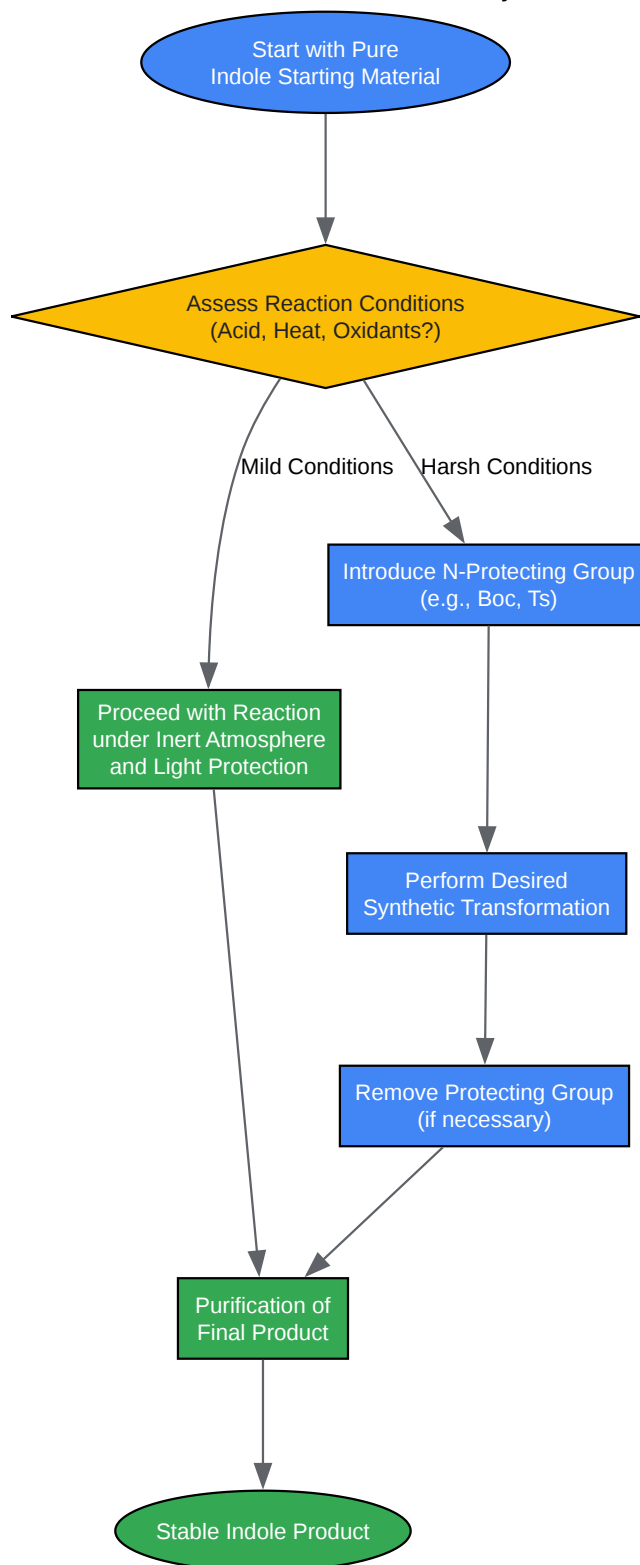 Start with Pure
Indole Starting Material
Assess Reaction Conditions
(Acid, Heat, Oxidants?)
Mild Conditions
Harsh Conditions
Introduce N-Protecting Group
(e.g., Boc, Ts)
Proceed with Reaction
under Inert Atmosphere
and Light Protection
Perform Desired
Synthetic Transformation
Remove Protecting Group
(if necessary)
Purification of
Final Product
Stable Indole Product